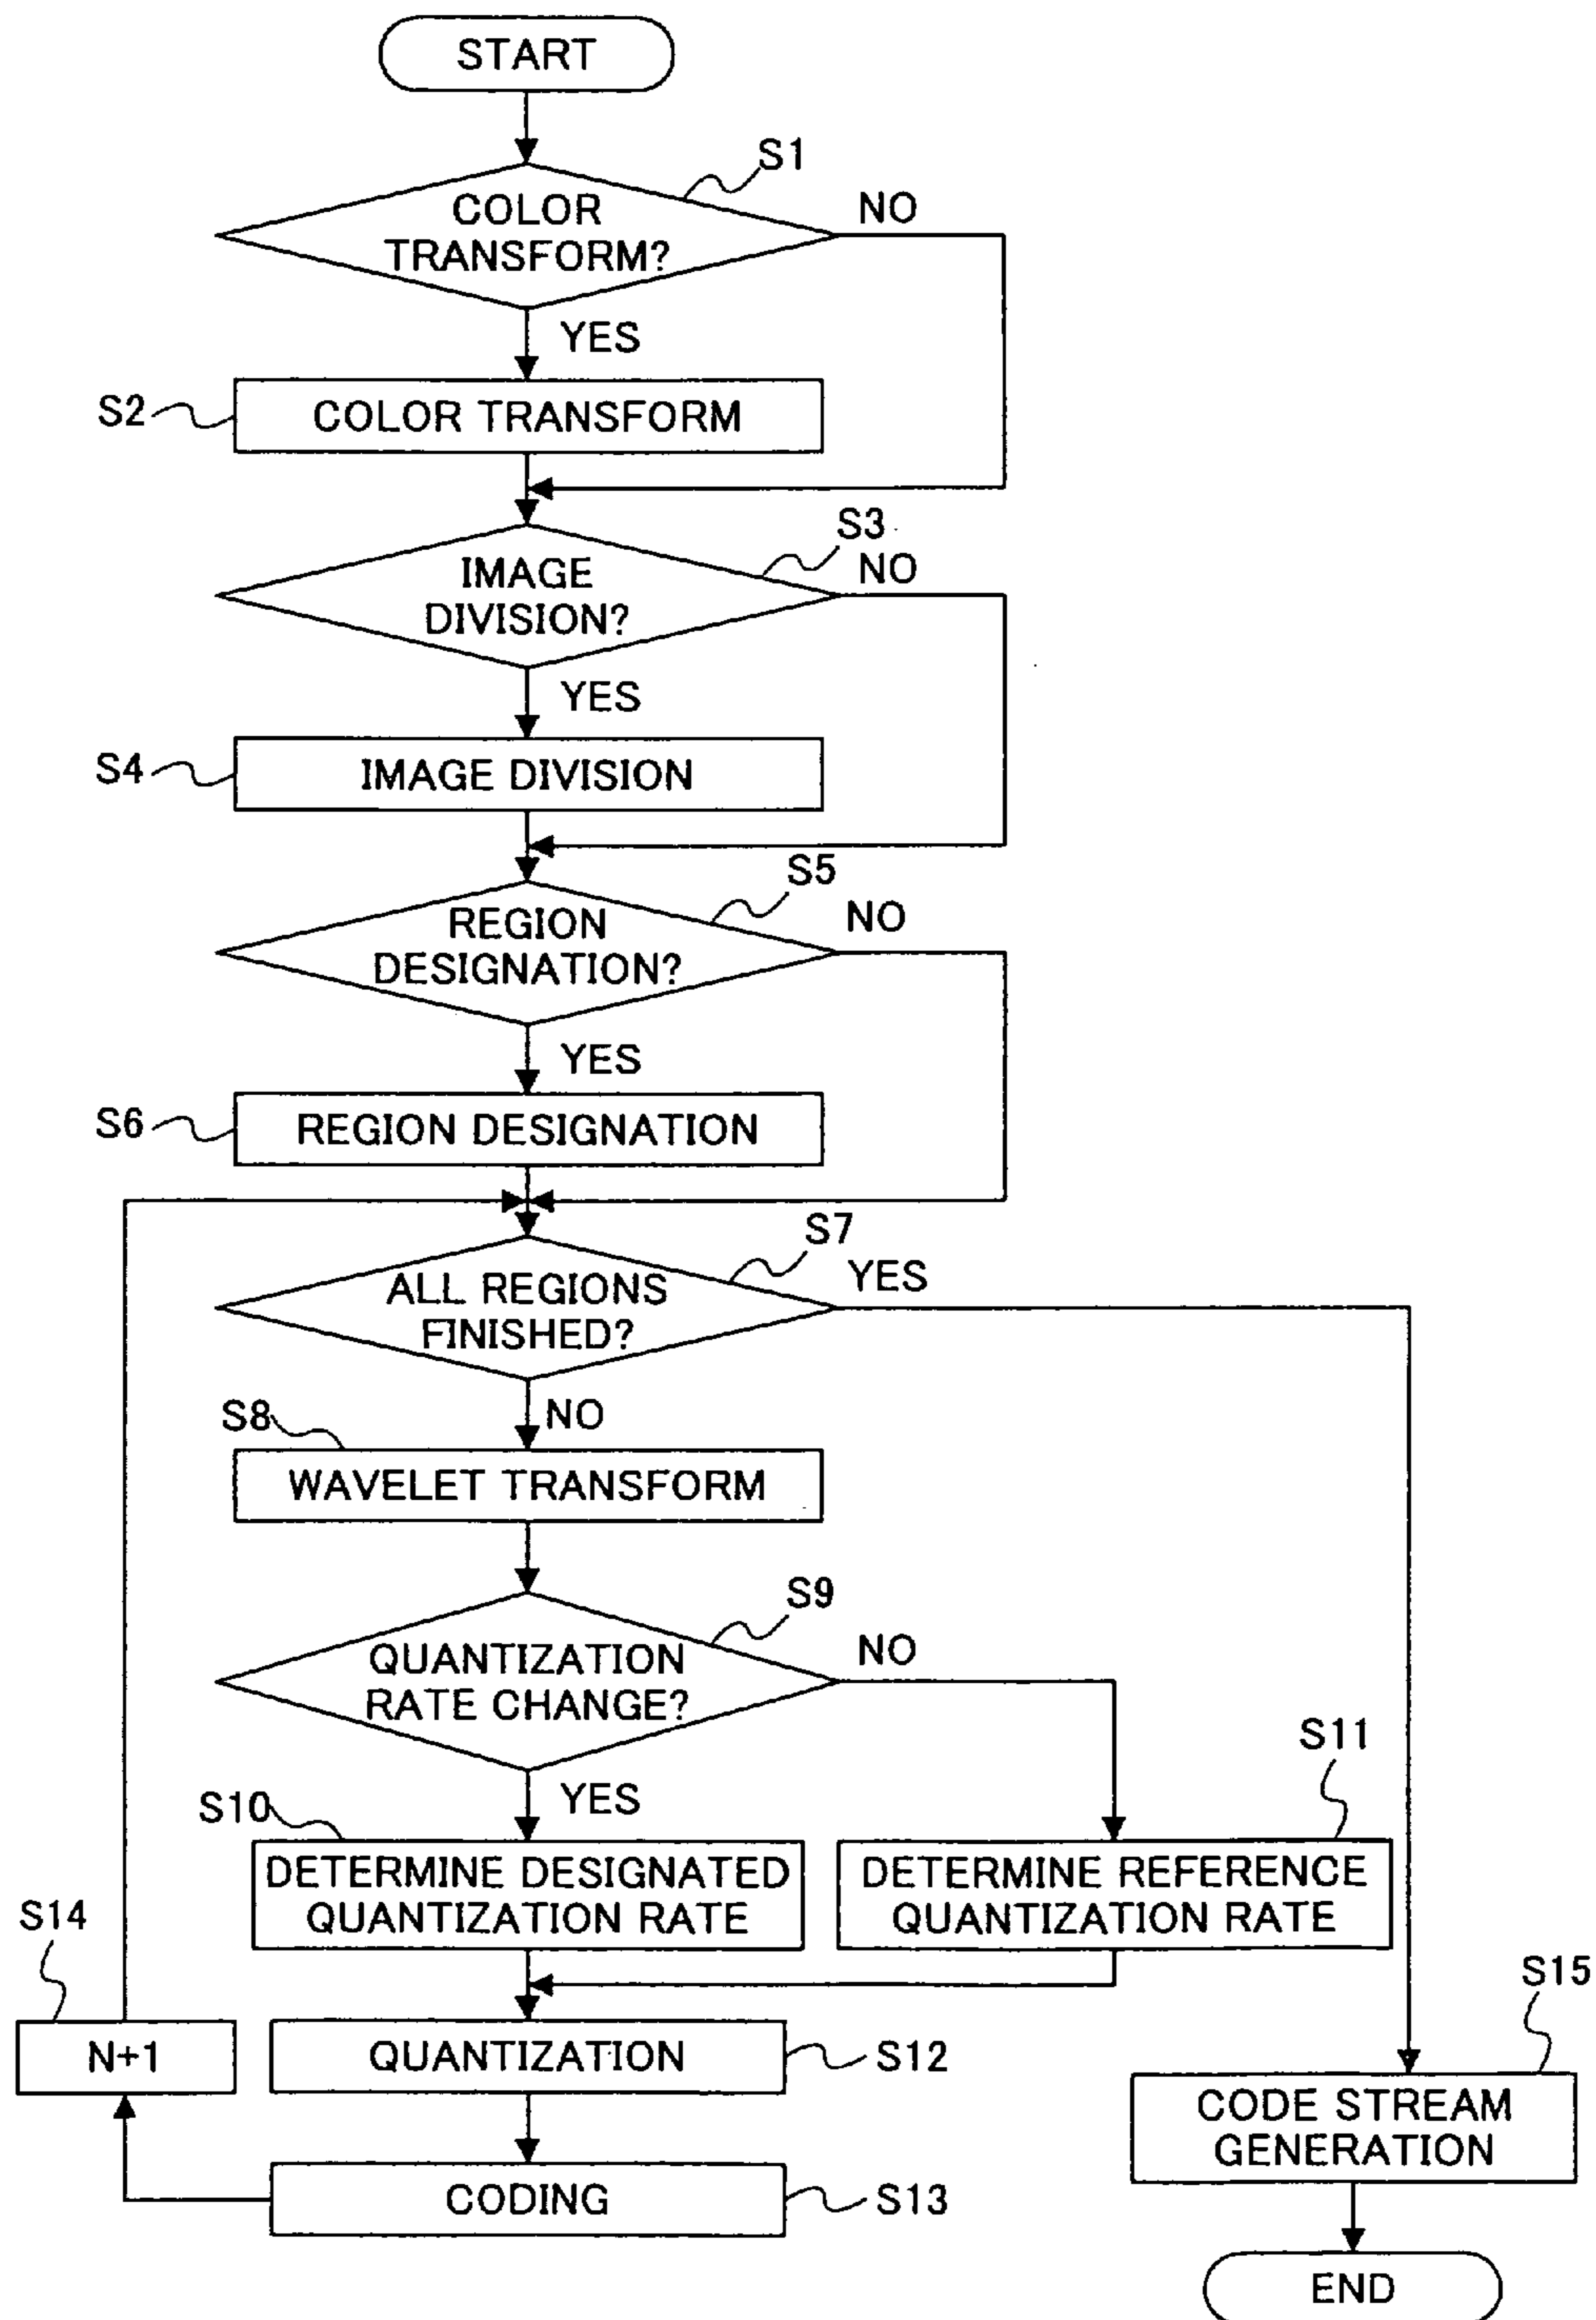 START
S1
COLOR
TRANSFORM?
NO
YES
S2
COLOR TRANSFORM
S3
IMAGE
DIVISION?
NO
YES
S4
IMAGE DIVISION
S5
REGION
DESIGNATION?
NO
YES
S6
REGION DESIGNATION
S7
ALL REGIONS
FINISHED?
YES
NO
S8
WAVELET TRANSFORM
S9
QUANTIZATION
RATE CHANGE?
NO
YES
S10
DETERMINE DESIGNATED
QUANTIZATION RATE
S11
DETERMINE REFERENCE
QUANTIZATION RATE
S14
N+1
QUANTIZATION
S12
S15
CODE STREAM
GENERATION
CODING
S13
END